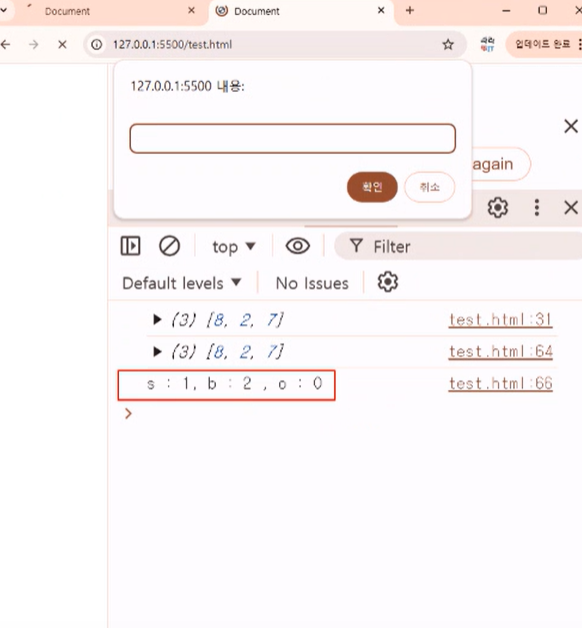 Document
Document
127.0.0.1:5500/test.html
업데이트 완료
127.0.0.1:5500 내용:
again
확인
취소
top
Filter
Default levels
No Issues
(3) [8, 2, 7]
test.html:31
(3) [8, 2, 7]
test.html:64
s : 1, b : 2 , o : 0
test.html:66